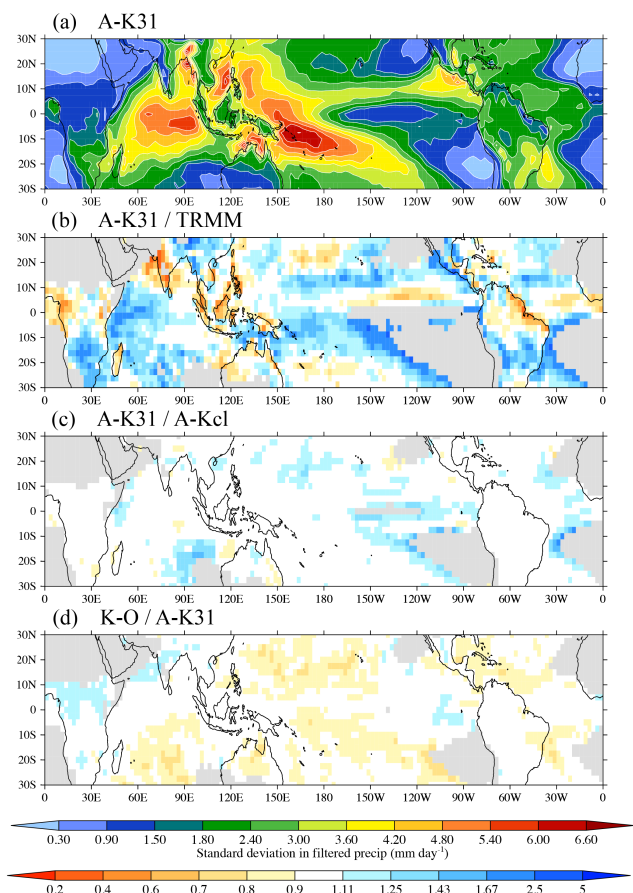 (a) A-K31
30N
20N
10N
0
10S
20S
30S
0 30E 60E 90E 120E 150E 180 150W 120W 90W 60W 30W 0
(b) A-K31 / TRMM
30N
20N
10N
0
10S
20S
30S
0 30E 60E 90E 120E 150E 180 150W 120W 90W 60W 30W 0
(c) A-K31 / A-Kcl
30N
20N
10N
0
10S
20S
30S
0 30E 60E 90E 120E 150E 180 150W 120W 90W 60W 30W 0
(d) K-O / A-K31
30N
20N
10N
0
10S
20S
30S
0 30E 60E 90E 120E 150E 180 150W 120W 90W 60W 30W 0
0.30 0.90 1.50 1.80 2.40 3.00 3.60 4.20 4.80 5.40 6.00 6.60
Standard deviation in filtered precip (mm day⁻¹)
0.2 0.4 0.6 0.7 0.8 0.9 1.11 1.25 1.43 1.67 2.5 5